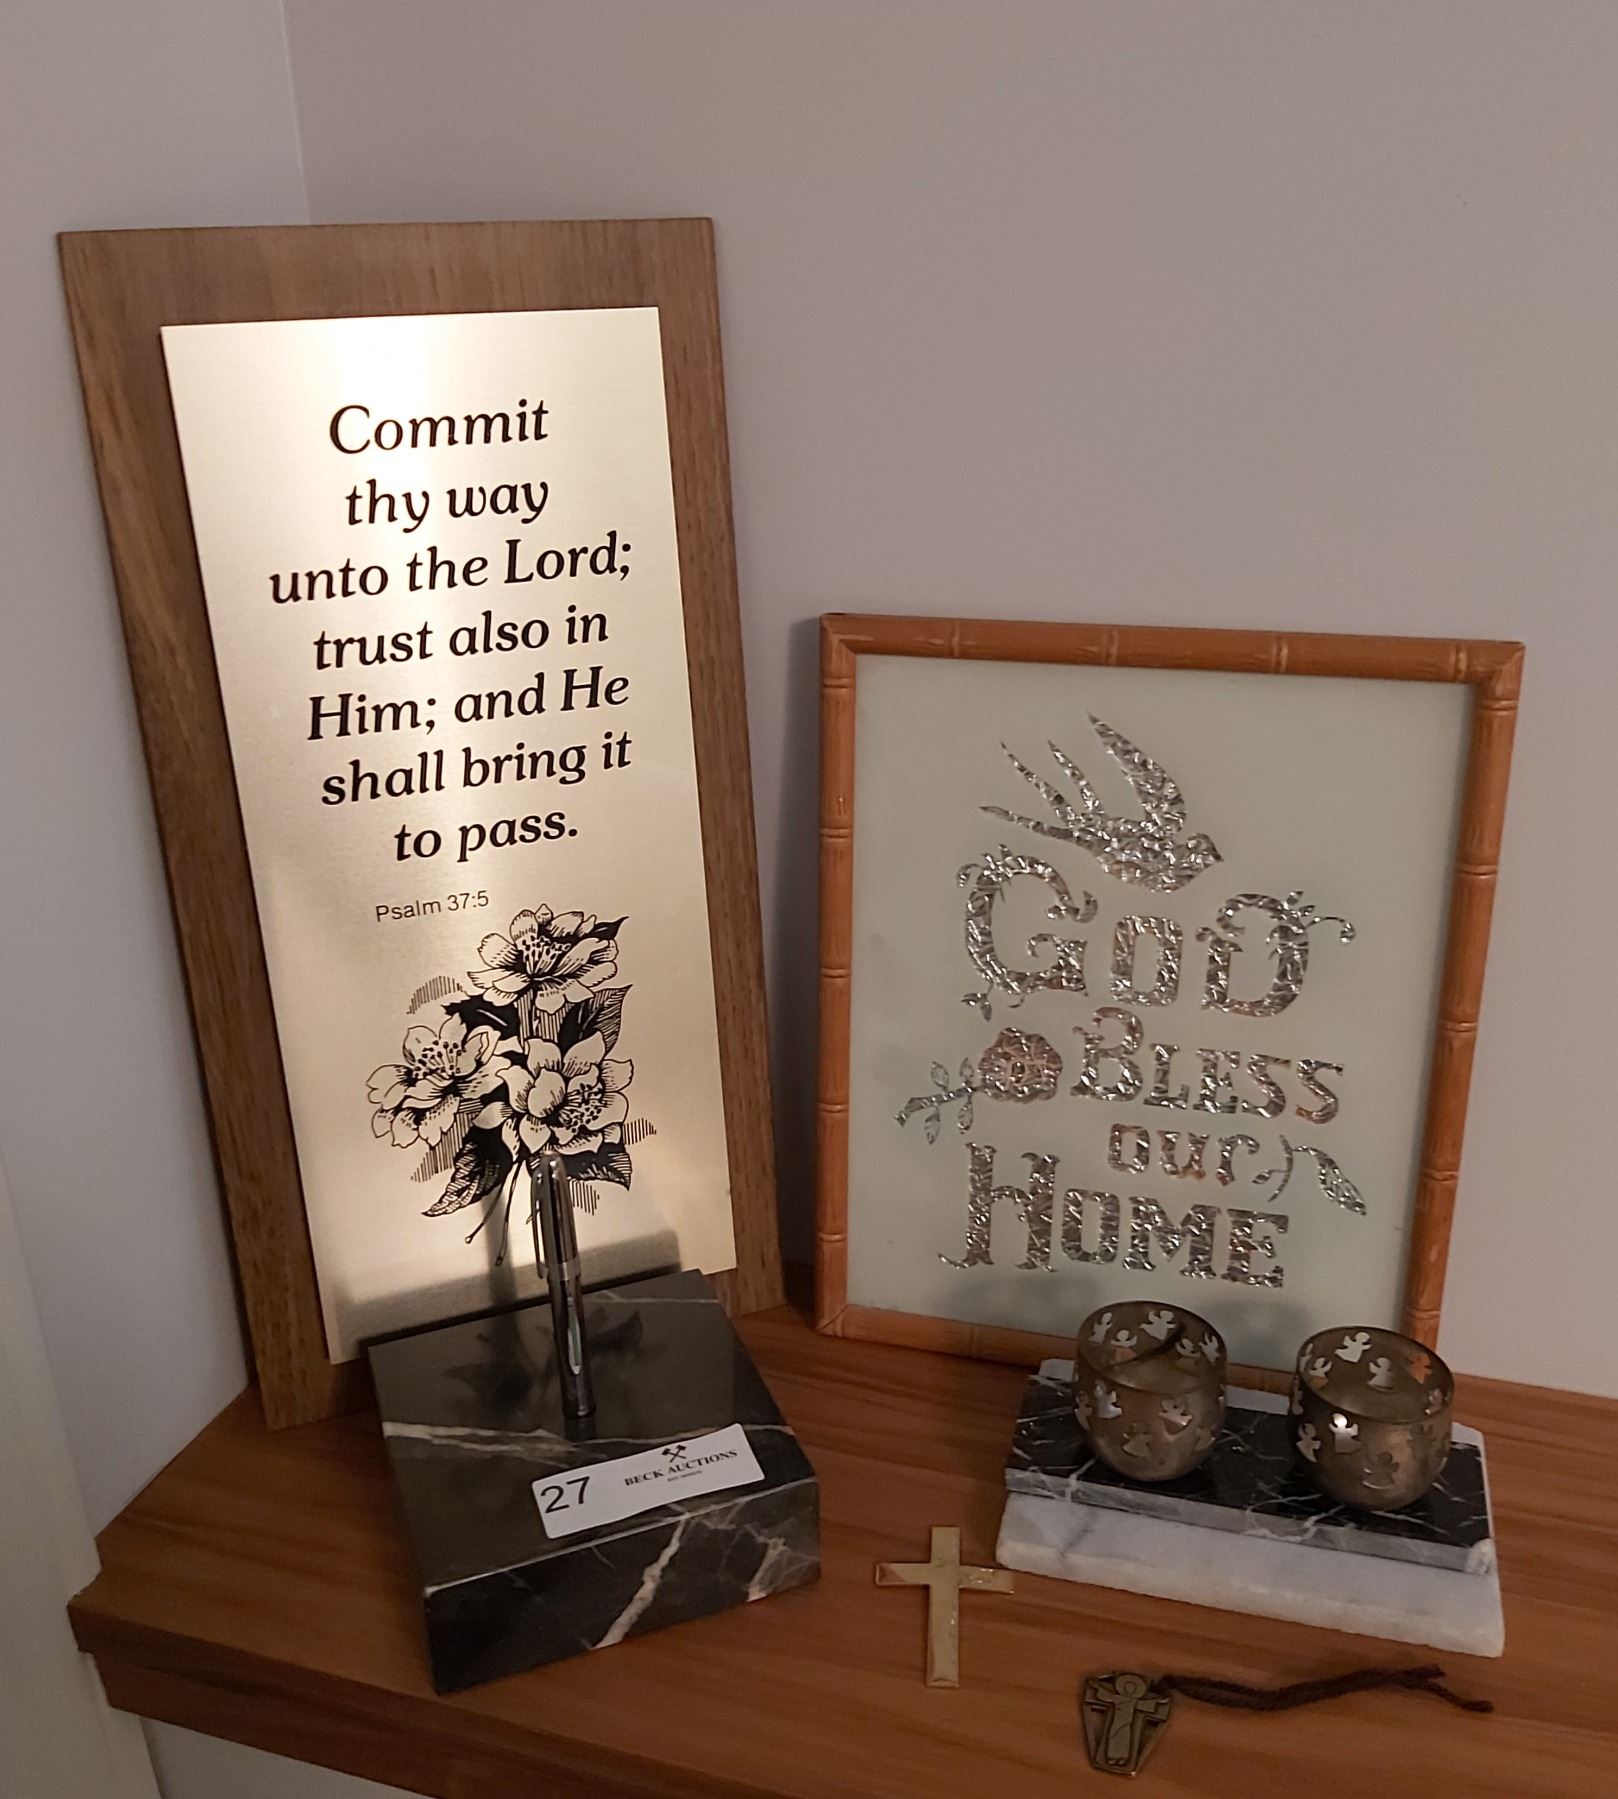 Commit
thy way
unto the Lord;
trust also in
Him; and He
shall bring it
to pass.
Psalm 37:5
GOD
BLESS
our
HOME
27
BECK AUCTIONS